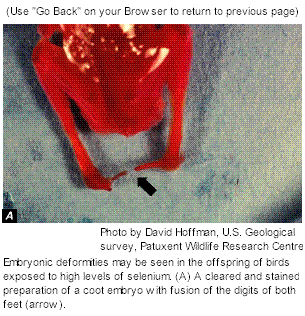 (Use "Go Back" on your Browser to return to previous page)
A
Photo by David Hoffman, U.S. Geological
survey, Patuxent Wildlife Research Centre
Embryonic deformities may be seen in the offspring of birds
exposed to high levels of selenium. (A) A cleared and stained
preparation of a coot embryo with fusion of the digits of both
feet (arrow).